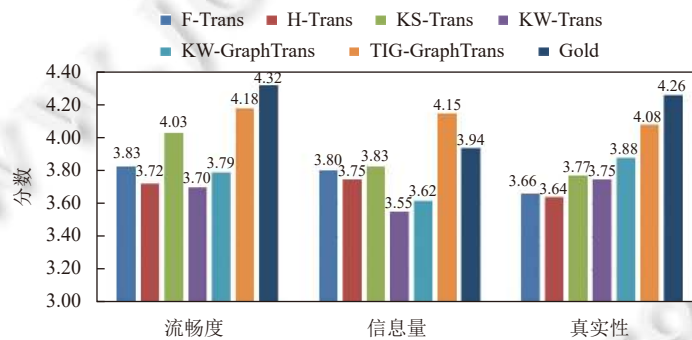 F-Trans H-Trans KS-Trans KW-Trans
KW-GraphTrans TIG-GraphTrans Gold
分数
4.40
4.20
4.00
3.80
3.60
3.40
3.20
3.00
3.83 3.72 4.03 3.70 3.79 4.18 4.32
3.80 3.75 3.83 3.55 3.62 4.15 3.94
3.66 3.64 3.77 3.75 3.88 4.08 4.26
流畅度 信息量 真实性